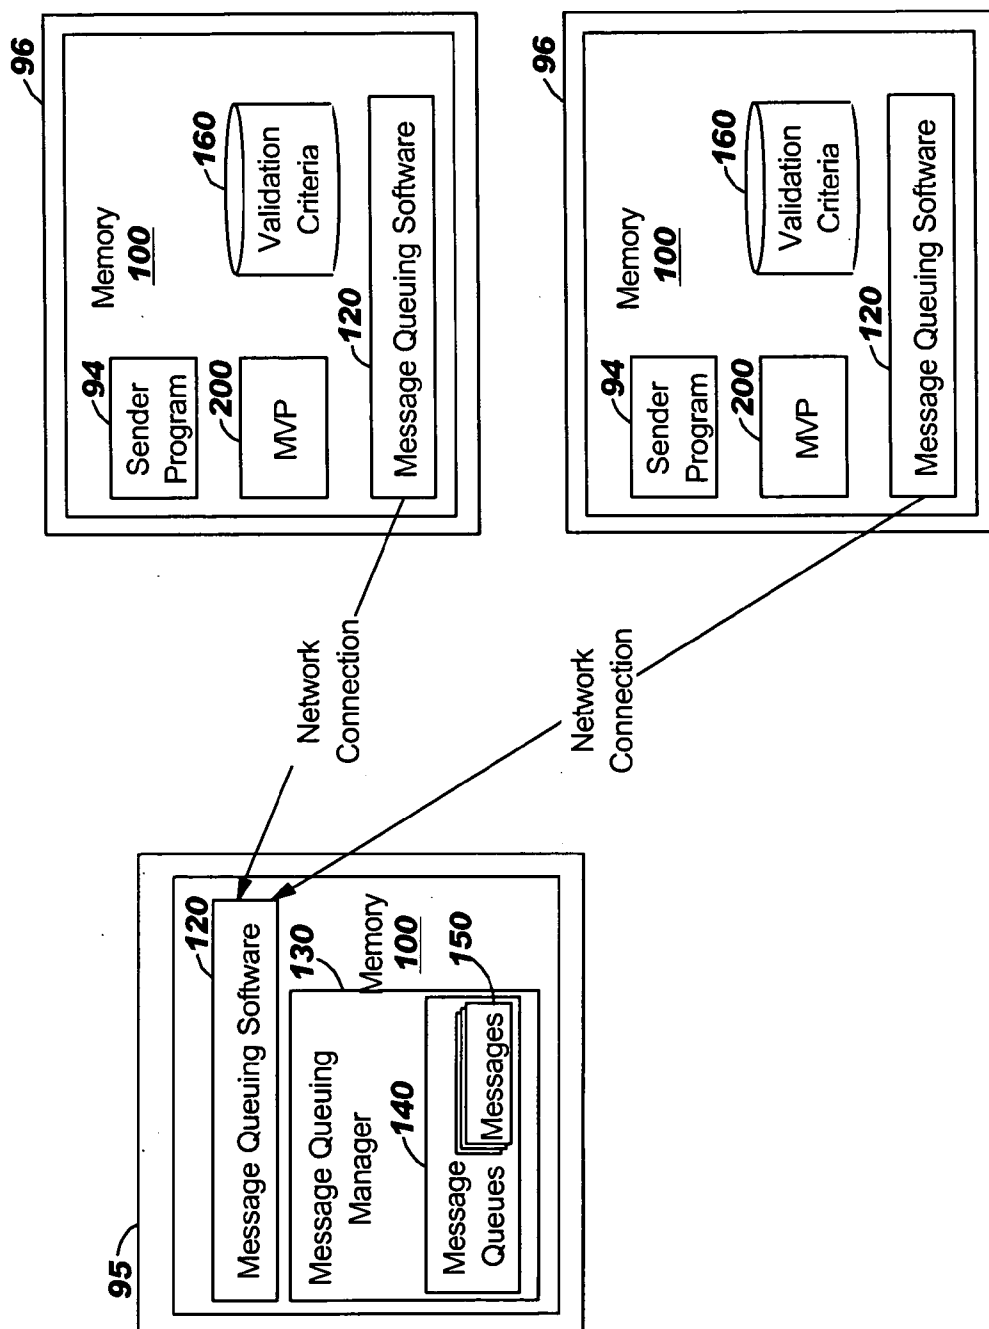 95
120
Message Queuing Software
Message Queuing
Manager
130
Memory
100
140
150
Message
Queues
Messages
Network
Connection
Network
Connection
96
94
Sender
Program
Memory
100
200
MVP
160
Validation
Criteria
120
Message Queuing Software
96
94
Sender
Program
Memory
100
200
MVP
160
Validation
Criteria
120
Message Queuing Software